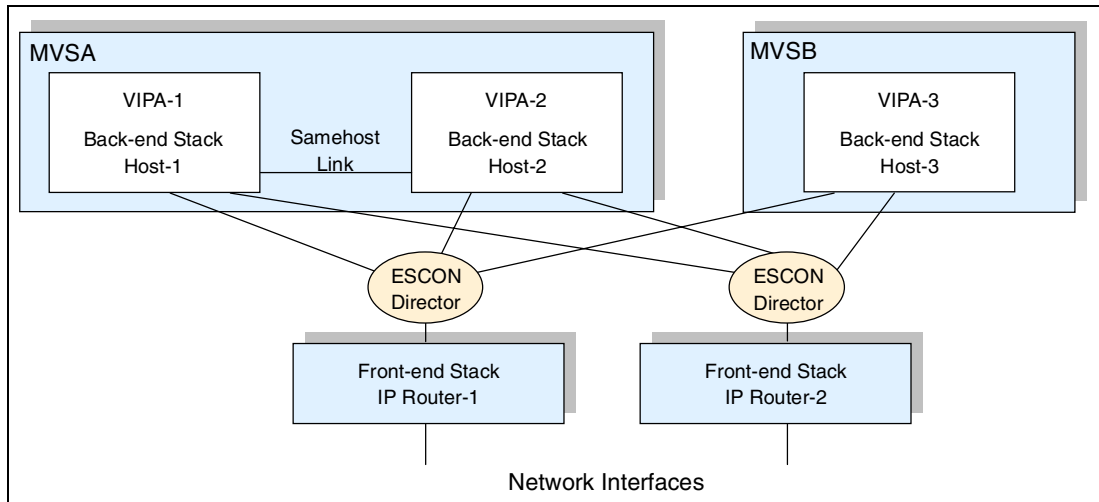 MVSA
VIPA-1
Back-end Stack
Host-1
Samehost
Link
VIPA-2
Back-end Stack
Host-2
MVSB
VIPA-3
Back-end Stack
Host-3
ESCON
Director
ESCON
Director
Front-end Stack
IP Router-1
Front-end Stack
IP Router-2
Network Interfaces